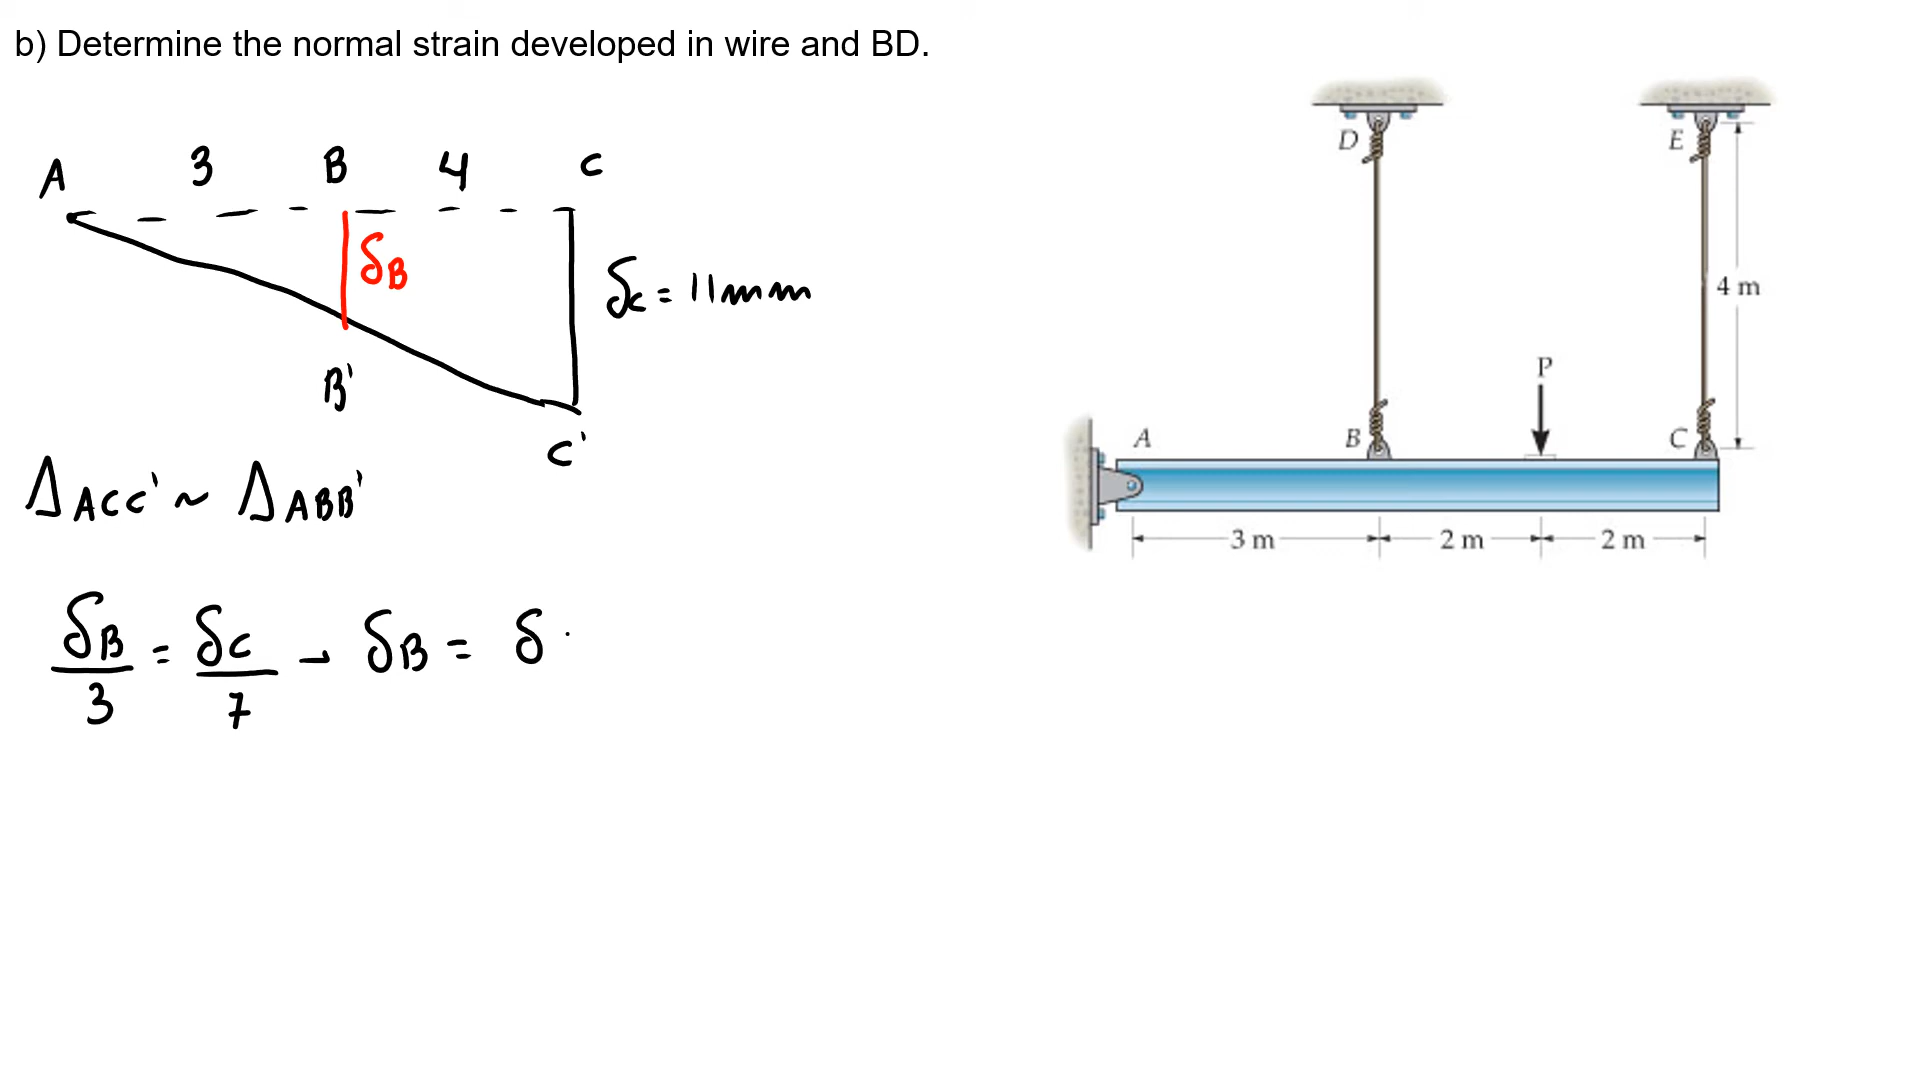 b) Determine the normal strain developed in wire and BD.
A 3 B 4 C
δB
δc = 11mm
B'
C'
ΔACC' ~ ΔABB'
δB/3 = δC/7 → δB = δ ·
D E
4 m
P
A B C
3 m 2 m 2 m